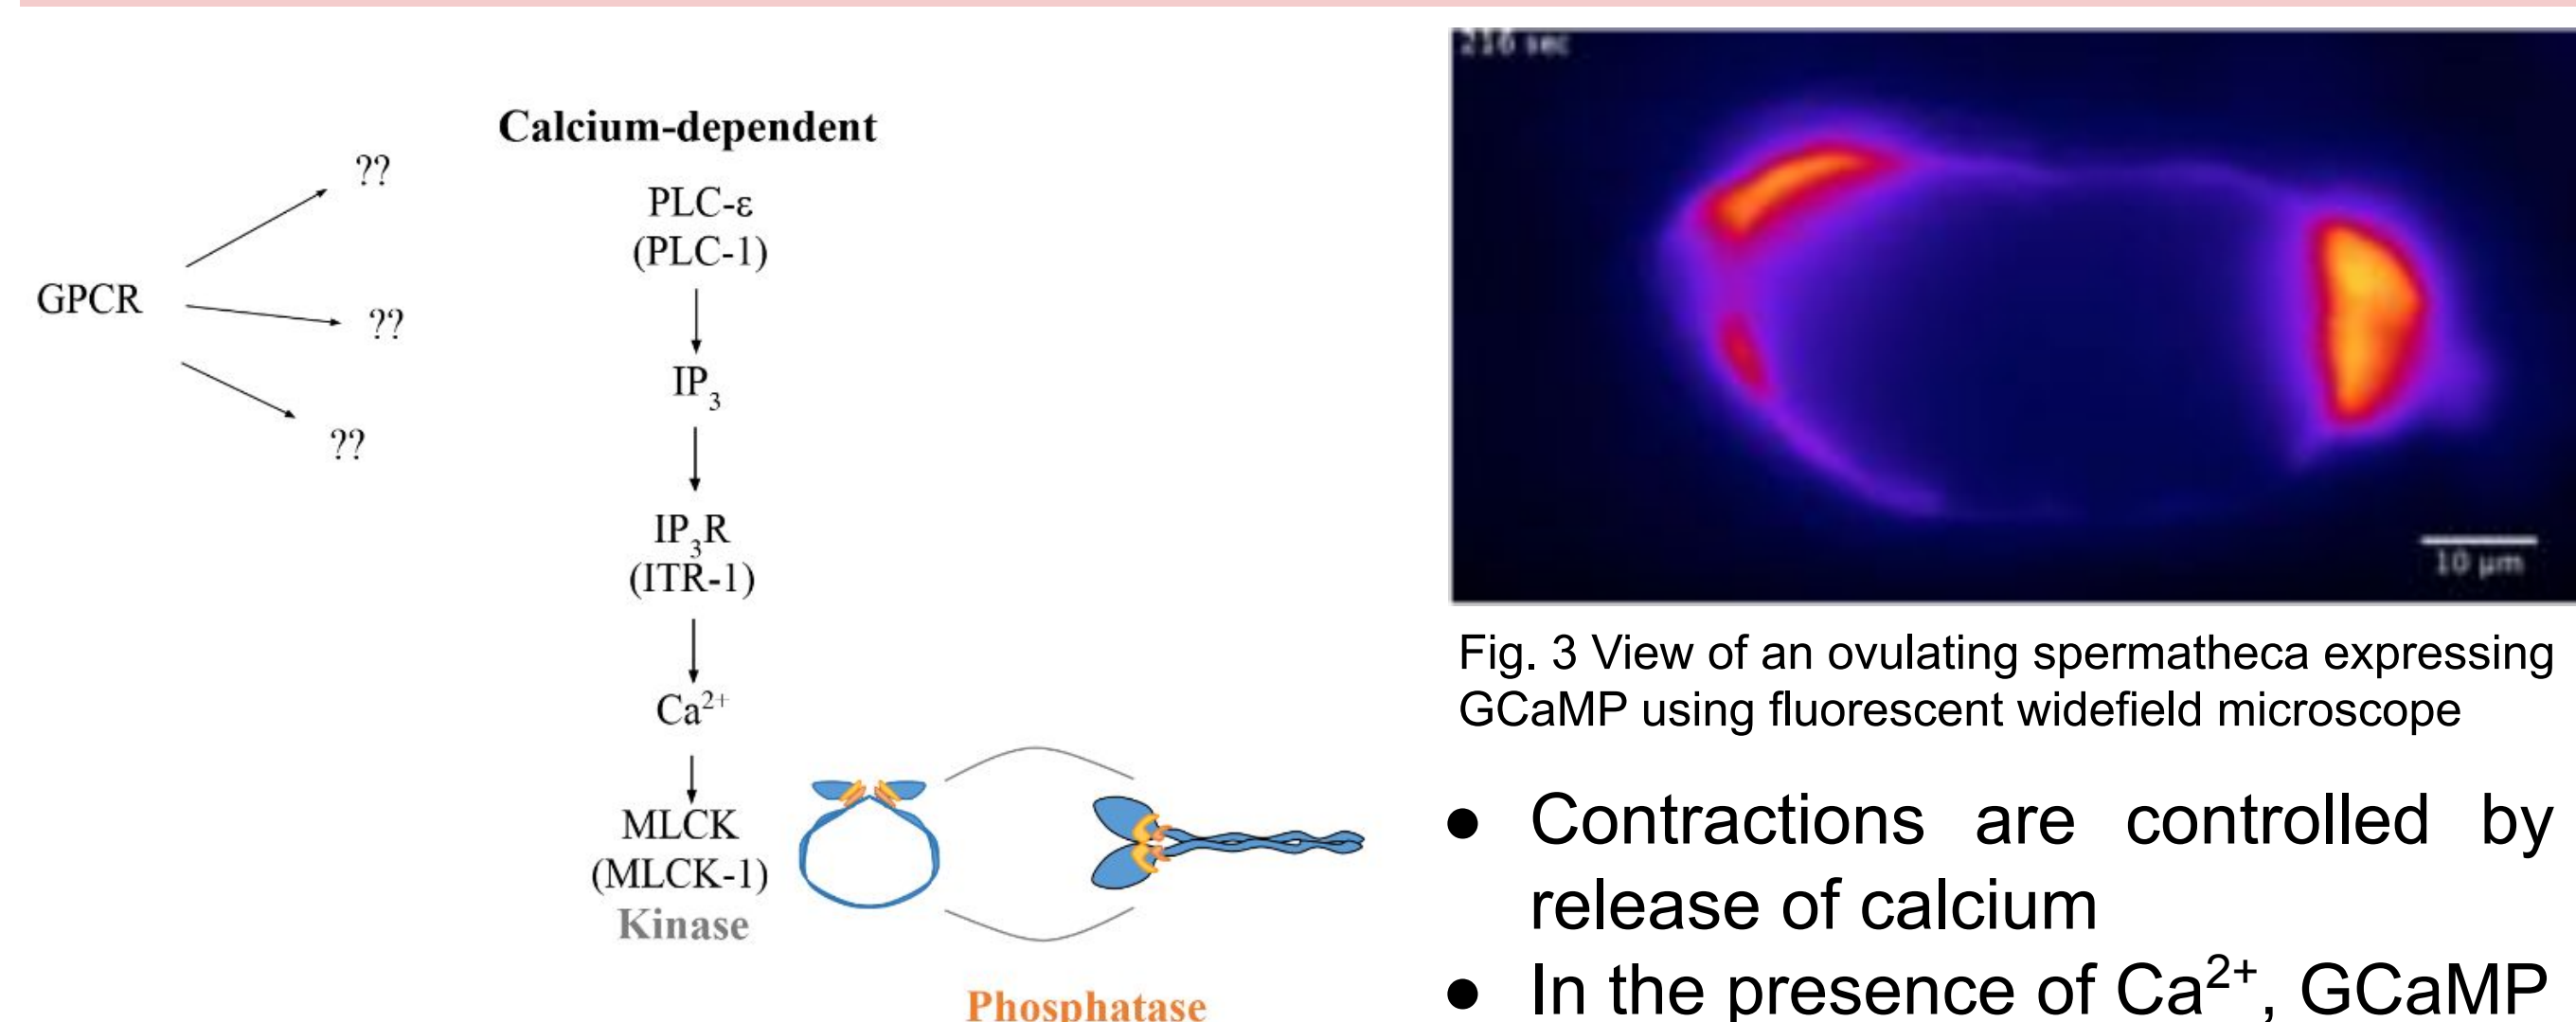 Calcium-dependent
??
PLC-ε
(PLC-1)
GPCR
??
??
IP₃
IP₃R
(ITR-1)
Ca²⁺
MLCK
(MLCK-1)
Kinase
Phosphatase
216 sec
10 μm
Fig. 3 View of an ovulating spermatheca expressing
GCaMP using fluorescent widefield microscope
● Contractions are controlled by
release of calcium
● In the presence of Ca²⁺, GCaMP